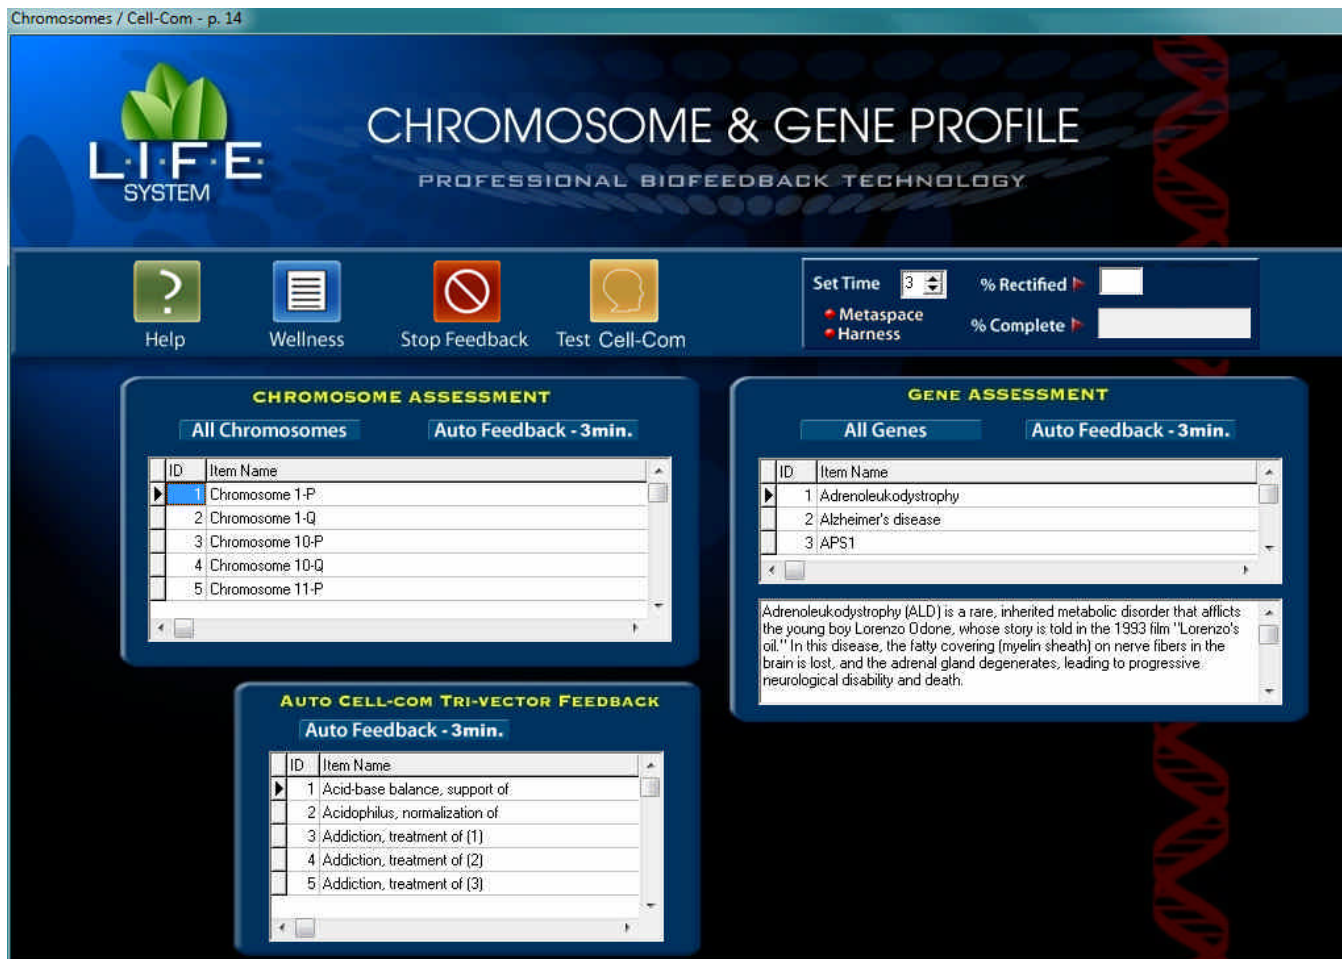 Chromosomes / Cell-Com - p. 14
L·I·F·E·
SYSTEM
CHROMOSOME & GENE PROFILE
PROFESSIONAL BIOFEEDBACK TECHNOLOGY
?
Help
Wellness
Stop Feedback
Test Cell-Com
Set Time 3 % Rectified
Metaspace
Harness
% Complete
CHROMOSOME ASSESSMENT
All Chromosomes Auto Feedback - 3min.
ID Item Name
1 Chromosome 1-P
2 Chromosome 1-Q
3 Chromosome 10-P
4 Chromosome 10-Q
5 Chromosome 11-P
GENE ASSESSMENT
All Genes Auto Feedback - 3min.
ID Item Name
1 Adrenoleukodystrophy
2 Alzheimer's disease
3 APS1
Adrenoleukodystrophy (ALD) is a rare, inherited metabolic disorder that afflicts
the young boy Lorenzo Odone, whose story is told in the 1993 film "Lorenzo's
oil." In this disease, the fatty covering (myelin sheath) on nerve fibers in the
brain is lost, and the adrenal gland degenerates, leading to progressive
neurological disability and death.
AUTO CELL-COM TRI-VECTOR FEEDBACK
Auto Feedback - 3min.
ID Item Name
1 Acid-base balance, support of
2 Acidophilus, normalization of
3 Addiction, treatment of (1)
4 Addiction, treatment of (2)
5 Addiction, treatment of (3)